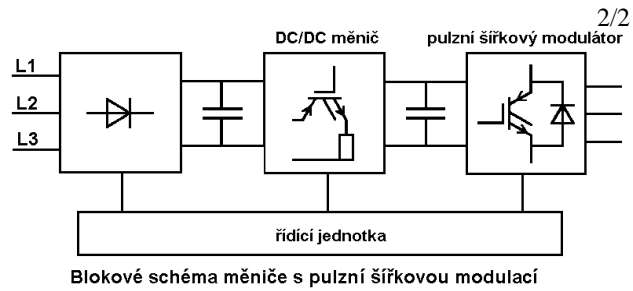 2/2
DC/DC měnič
pulzní šířkový modulátor
L1
L2
L3
řídící jednotka
Blokové schéma měniče s pulzní šířkovou modulací